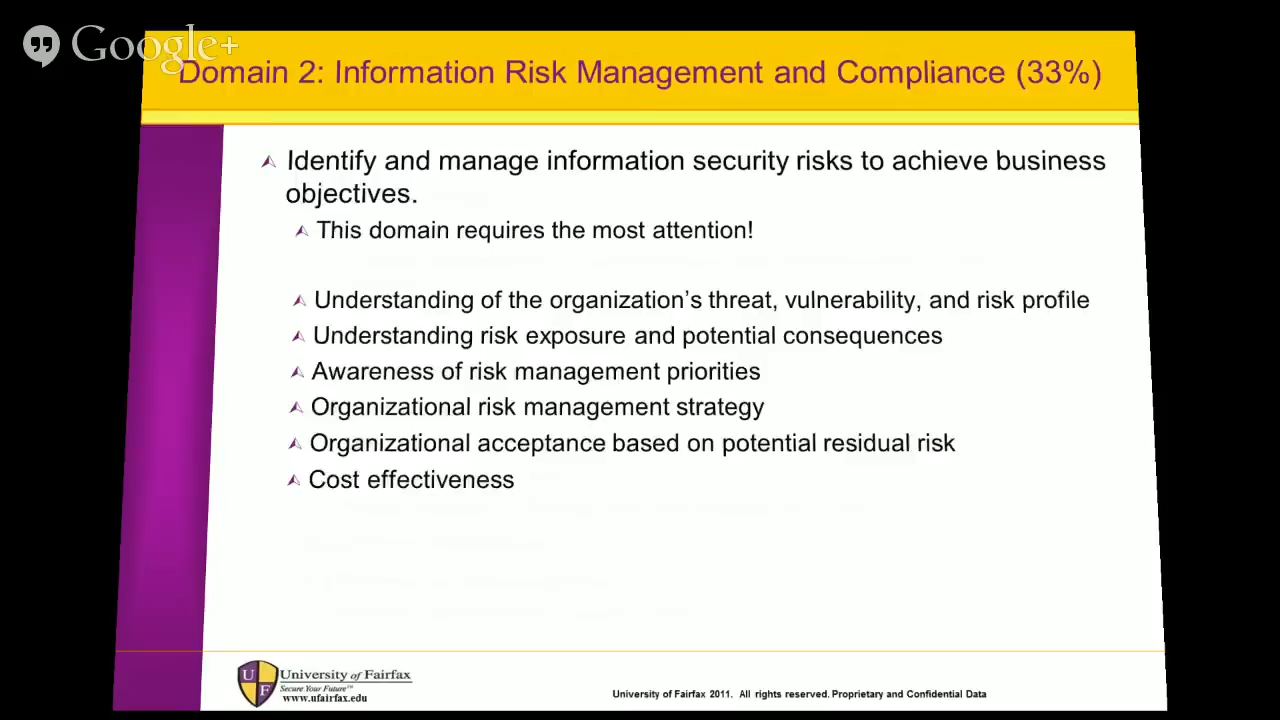 Google+
Domain 2: Information Risk Management and Compliance (33%)
Identify and manage information security risks to achieve business
objectives.
This domain requires the most attention!
Understanding of the organization's threat, vulnerability, and risk profile
Understanding risk exposure and potential consequences
Awareness of risk management priorities
Organizational risk management strategy
Organizational acceptance based on potential residual risk
Cost effectiveness
U
F
University of Fairfax
Secure Your Future℠
www.ufairfax.edu
University of Fairfax 2011. All rights reserved. Proprietary and Confidential Data